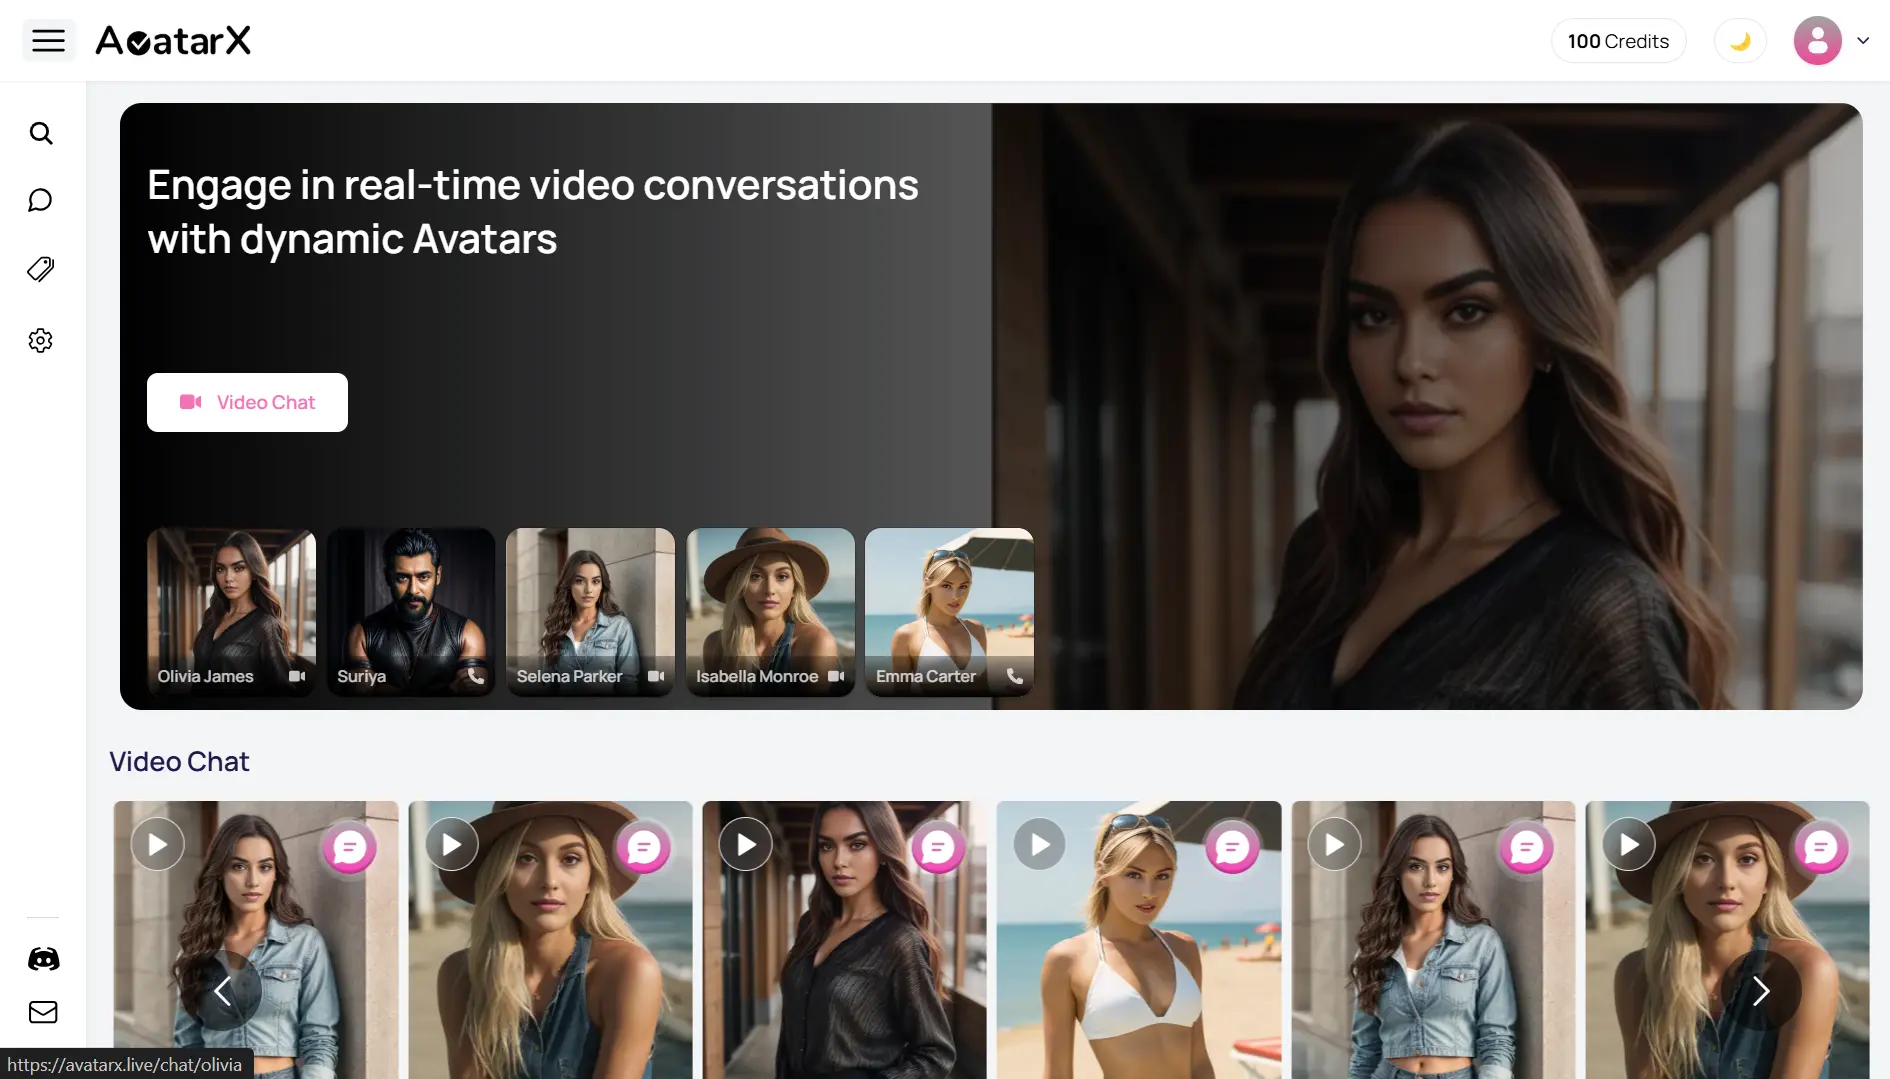 AvatarX
100 Credits
Engage in real-time video conversations
with dynamic Avatars
Video Chat
Olivia James
Suriya
Selena Parker
Isabella Monroe
Emma Carter
Video Chat
https://avatarx.live/chat/olivia